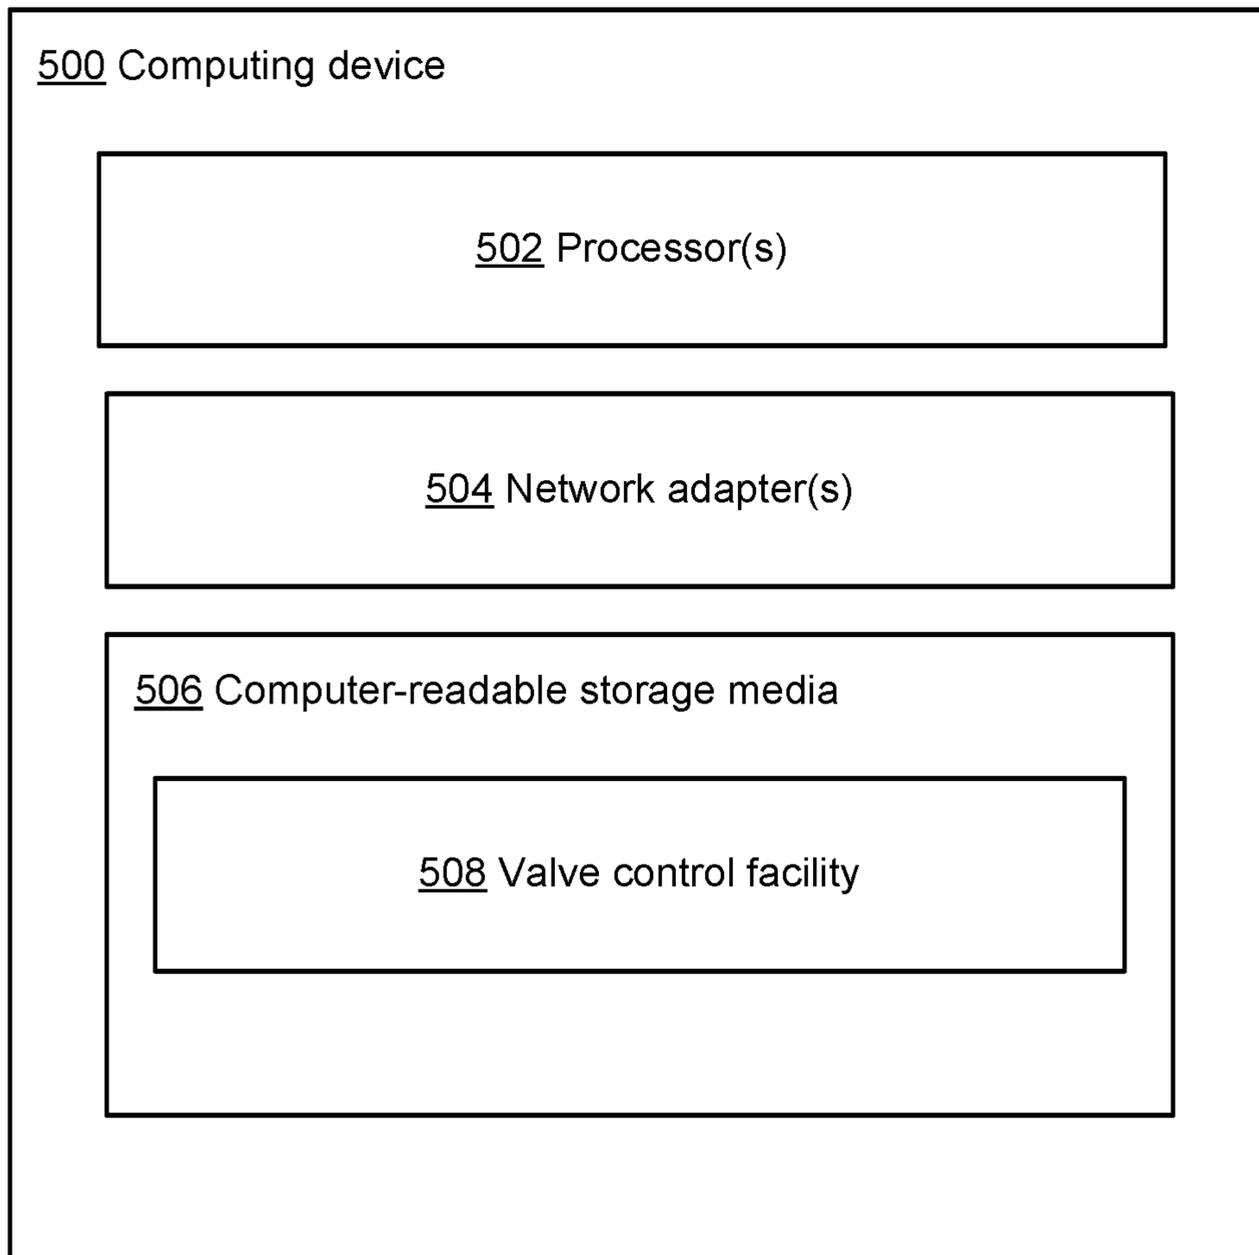 500 Computing device
502 Processor(s)
504 Network adapter(s)
506 Computer-readable storage media
508 Valve control facility